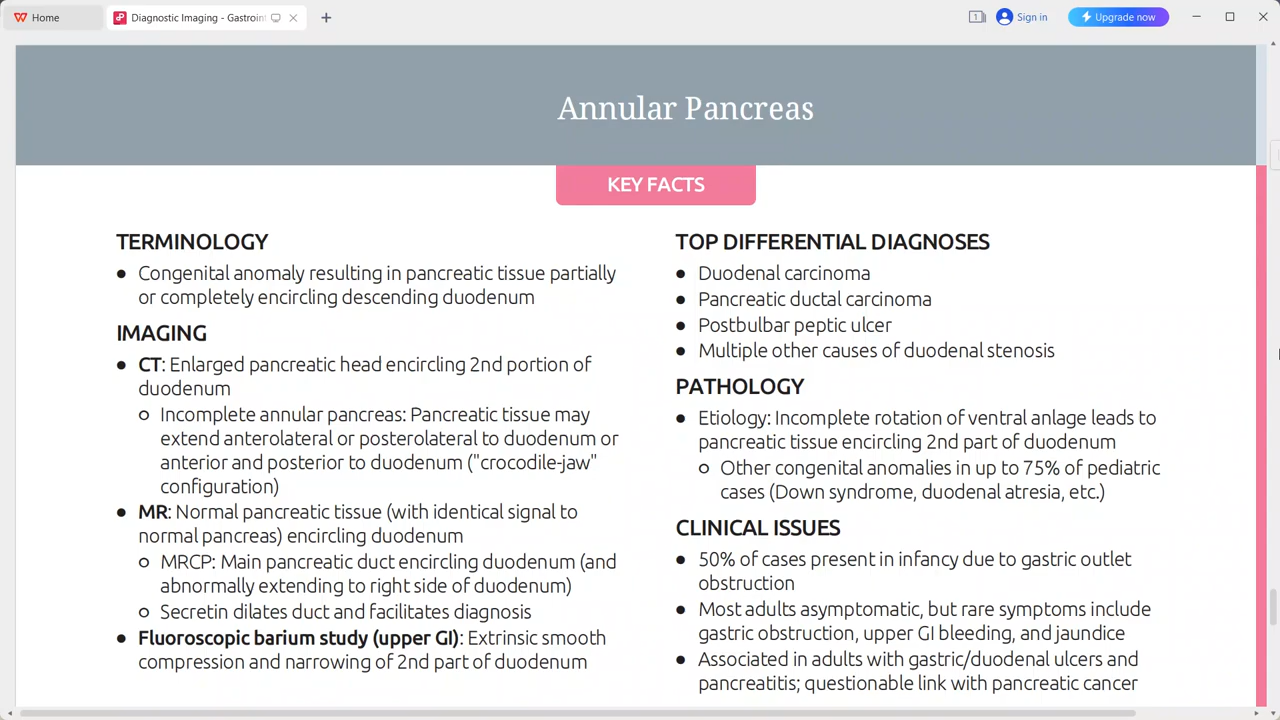 Home
Diagnostic Imaging - Gastroint
1
Sign in
Upgrade now
Annular Pancreas
KEY FACTS
TERMINOLOGY
● Congenital anomaly resulting in pancreatic tissue partially
or completely encircling descending duodenum
IMAGING
● CT: Enlarged pancreatic head encircling 2nd portion of
duodenum
○ Incomplete annular pancreas: Pancreatic tissue may
extend anterolateral or posterolateral to duodenum or
anterior and posterior to duodenum ("crocodile-jaw"
configuration)
● MR: Normal pancreatic tissue (with identical signal to
normal pancreas) encircling duodenum
○ MRCP: Main pancreatic duct encircling duodenum (and
abnormally extending to right side of duodenum)
○ Secretin dilates duct and facilitates diagnosis
● Fluoroscopic barium study (upper GI): Extrinsic smooth
compression and narrowing of 2nd part of duodenum
TOP DIFFERENTIAL DIAGNOSES
● Duodenal carcinoma
● Pancreatic ductal carcinoma
● Postbulbar peptic ulcer
● Multiple other causes of duodenal stenosis
PATHOLOGY
● Etiology: Incomplete rotation of ventral anlage leads to
pancreatic tissue encircling 2nd part of duodenum
○ Other congenital anomalies in up to 75% of pediatric
cases (Down syndrome, duodenal atresia, etc.)
CLINICAL ISSUES
● 50% of cases present in infancy due to gastric outlet
obstruction
● Most adults asymptomatic, but rare symptoms include
gastric obstruction, upper GI bleeding, and jaundice
● Associated in adults with gastric/duodenal ulcers and
pancreatitis; questionable link with pancreatic cancer